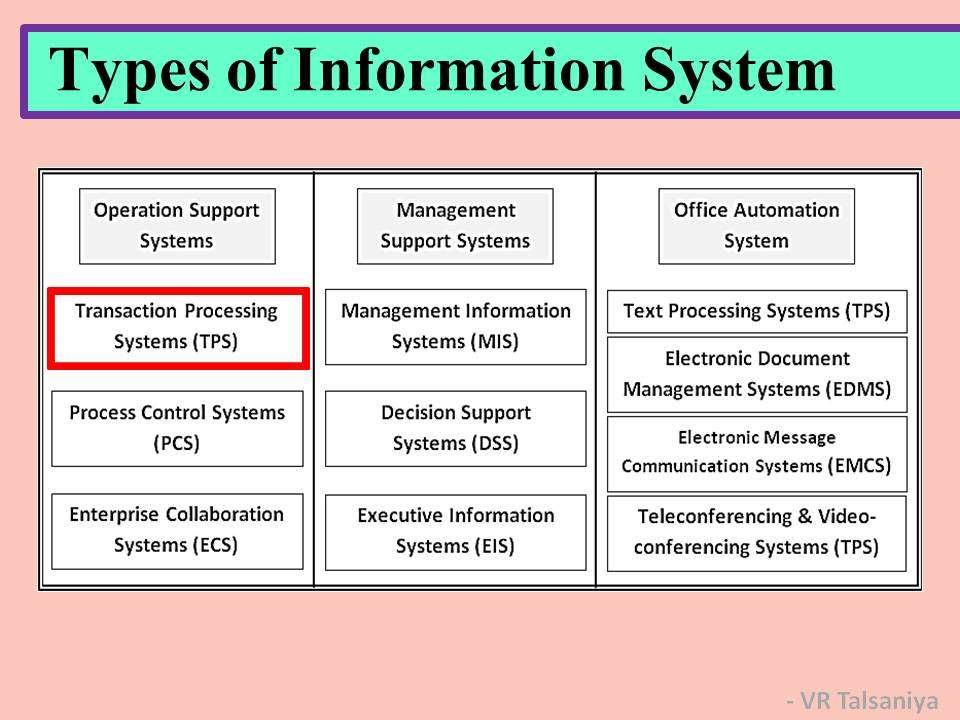 Types of Information System
Operation Support
Systems
Transaction Processing
Systems (TPS)
Process Control Systems
(PCS)
Enterprise Collaboration
Systems (ECS)
Management
Support Systems
Management Information
Systems (MIS)
Decision Support
Systems (DSS)
Executive Information
Systems (EIS)
Office Automation
System
Text Processing Systems (TPS)
Electronic Document
Management Systems (EDMS)
Electronic Message
Communication Systems (EMCS)
Teleconferencing & Video-
conferencing Systems (TPS)
- VR Talsaniya